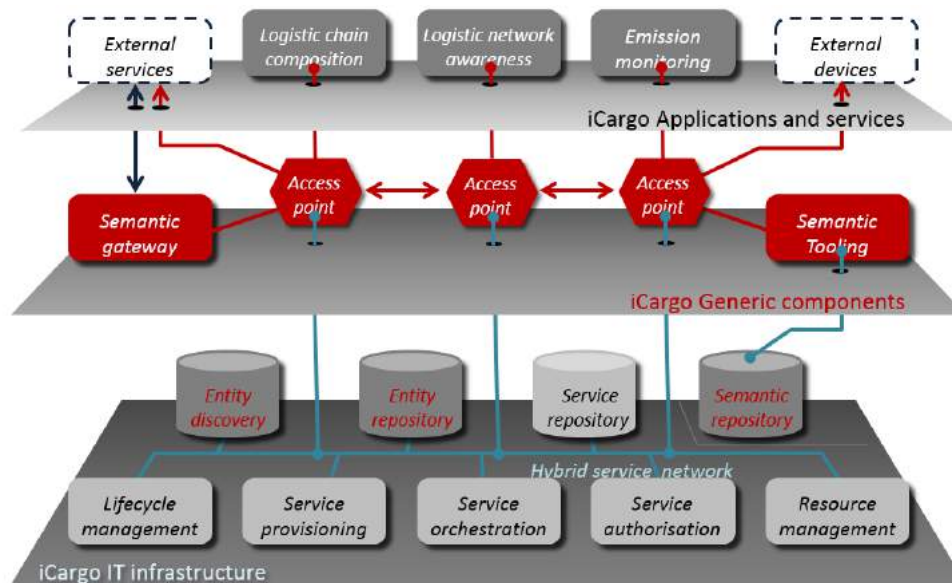 External
services
Logistic chain
composition
Logistic network
awareness
Emission
monitoring
External
devices
iCargo Applications and services
Access
point
Access
point
Access
point
Semantic
gateway
Semantic
Tooling
iCargo Generic components
Entity
discovery
Entity
repository
Service
repository
Semantic
repository
Hybrid service network
Lifecycle
management
Service
provisioning
Service
orchestration
Service
authorisation
Resource
management
iCargo IT infrastructure